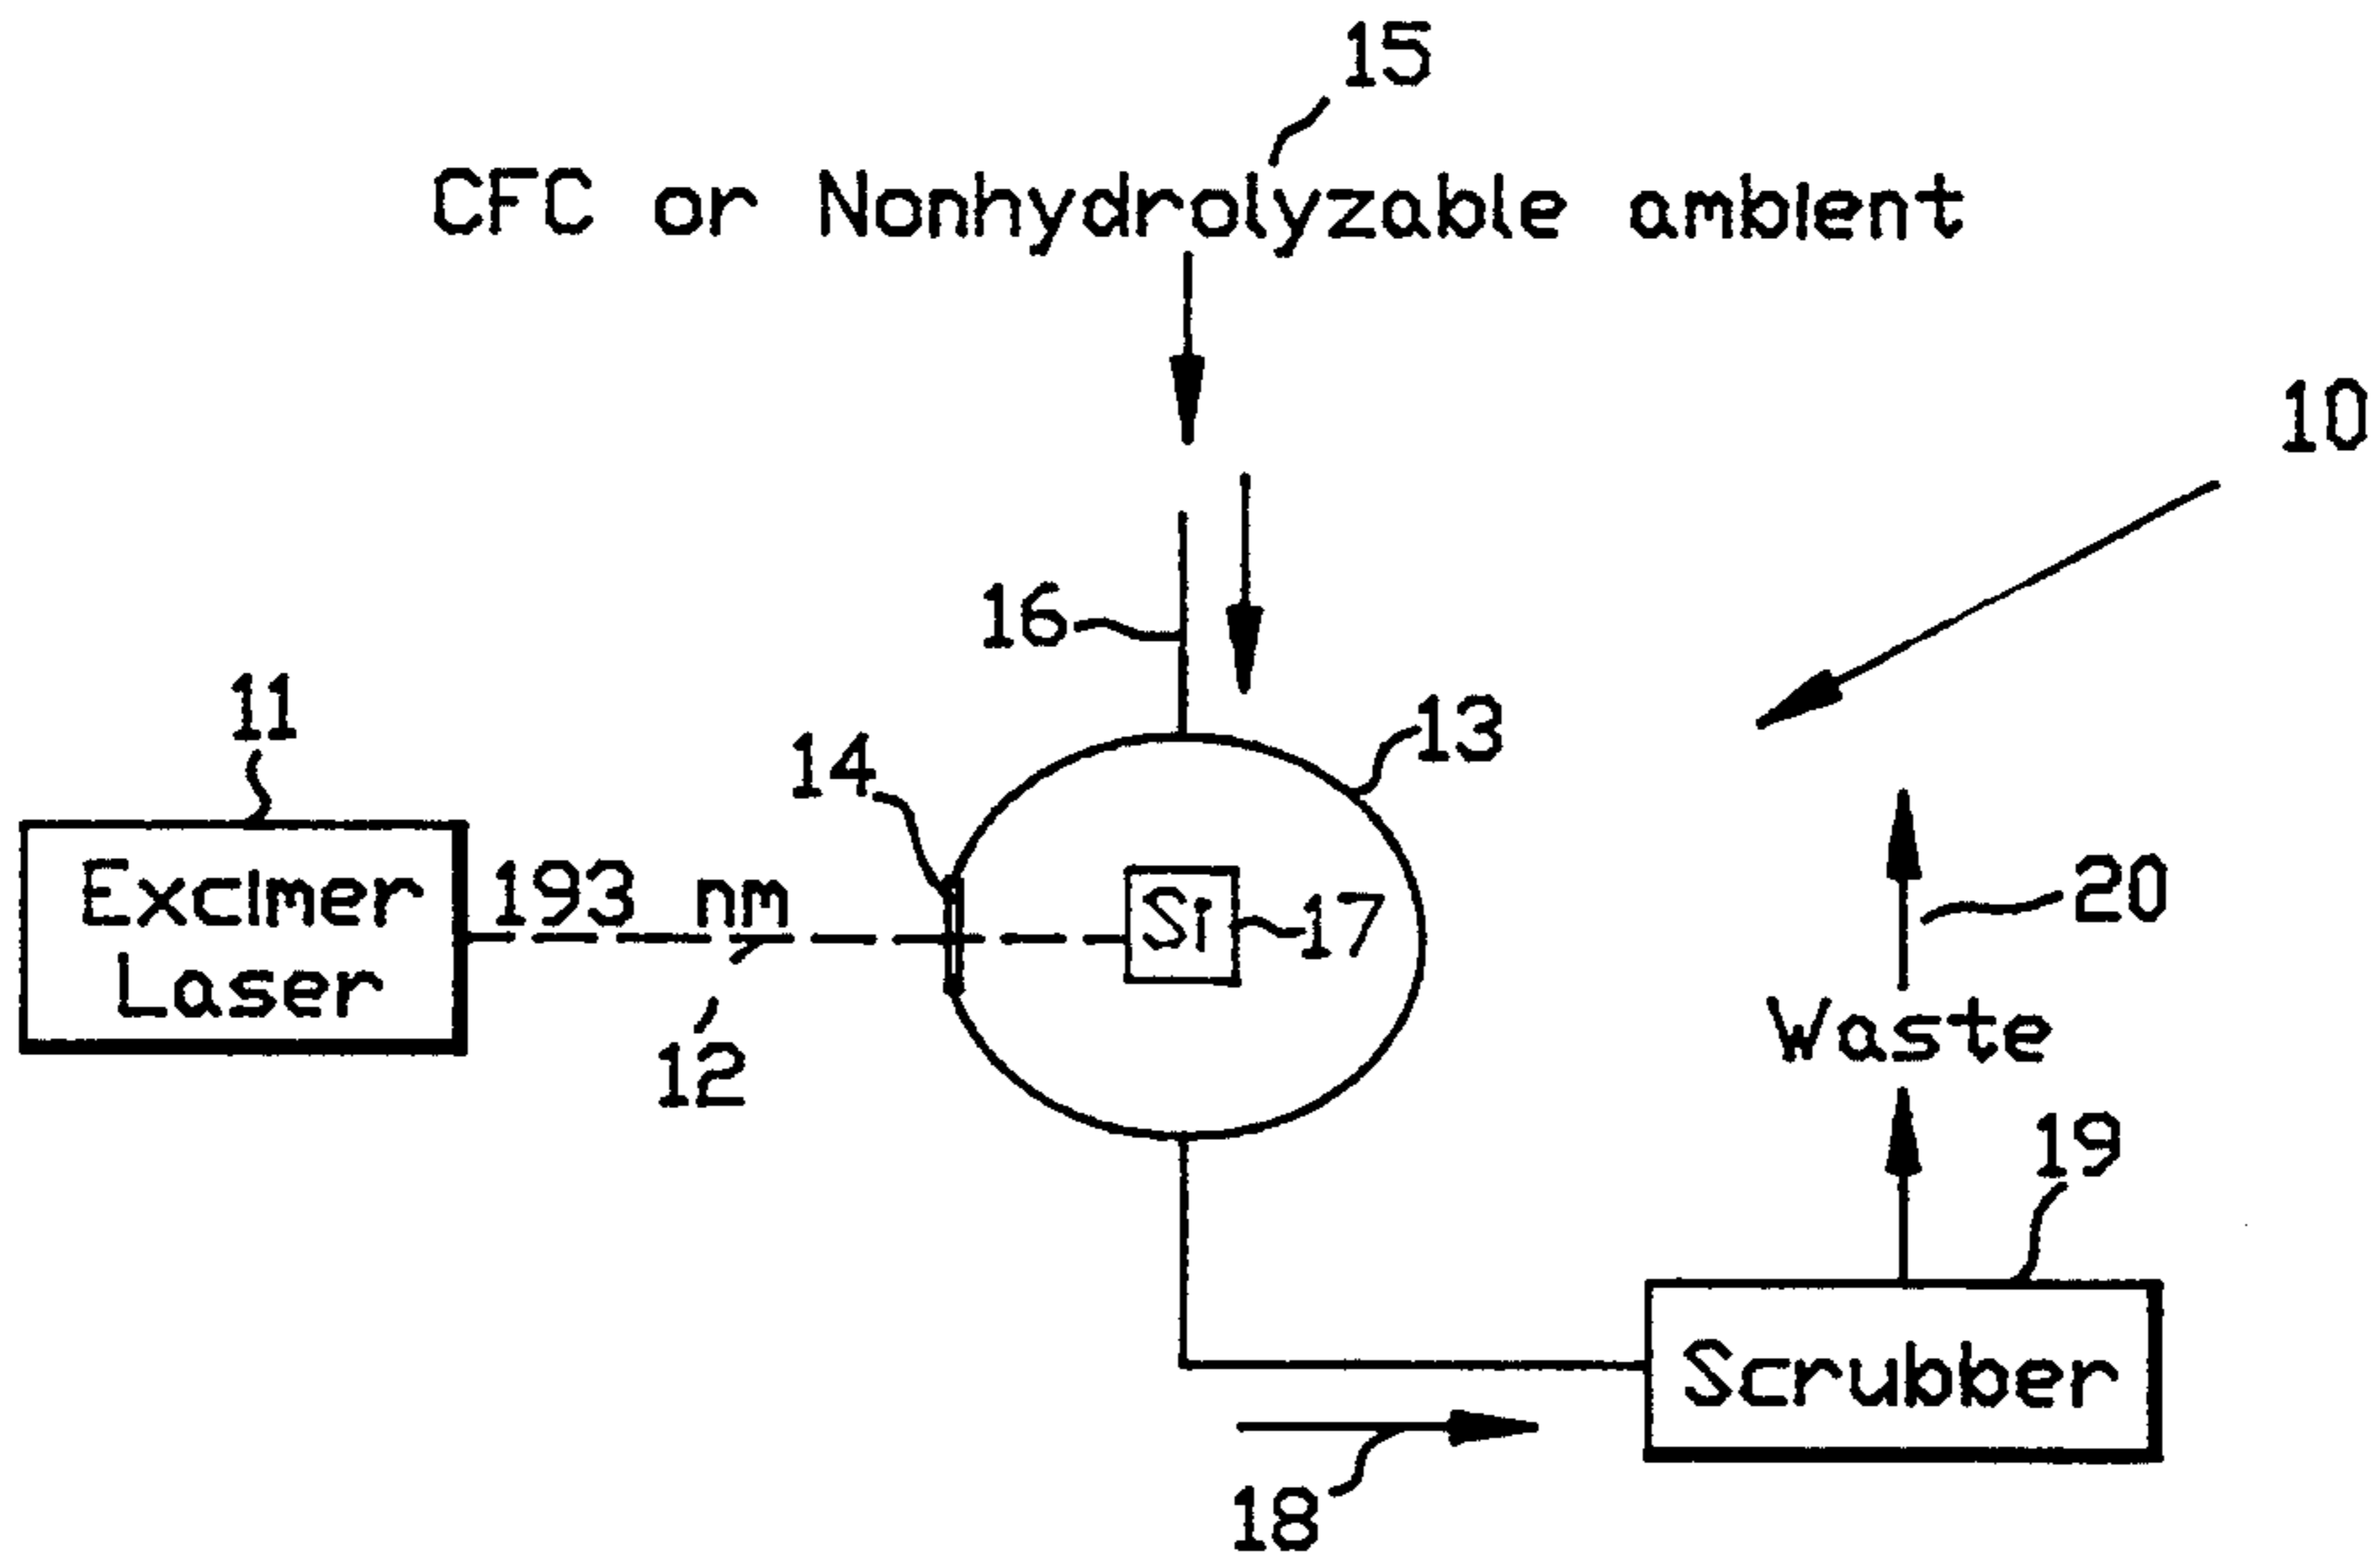 15
CFC or Nonhydrolyzable ambient
10
16
11
13
14
Excimer
Laser
193 nm
Si
17
20
12
Waste
19
Scrubber
18